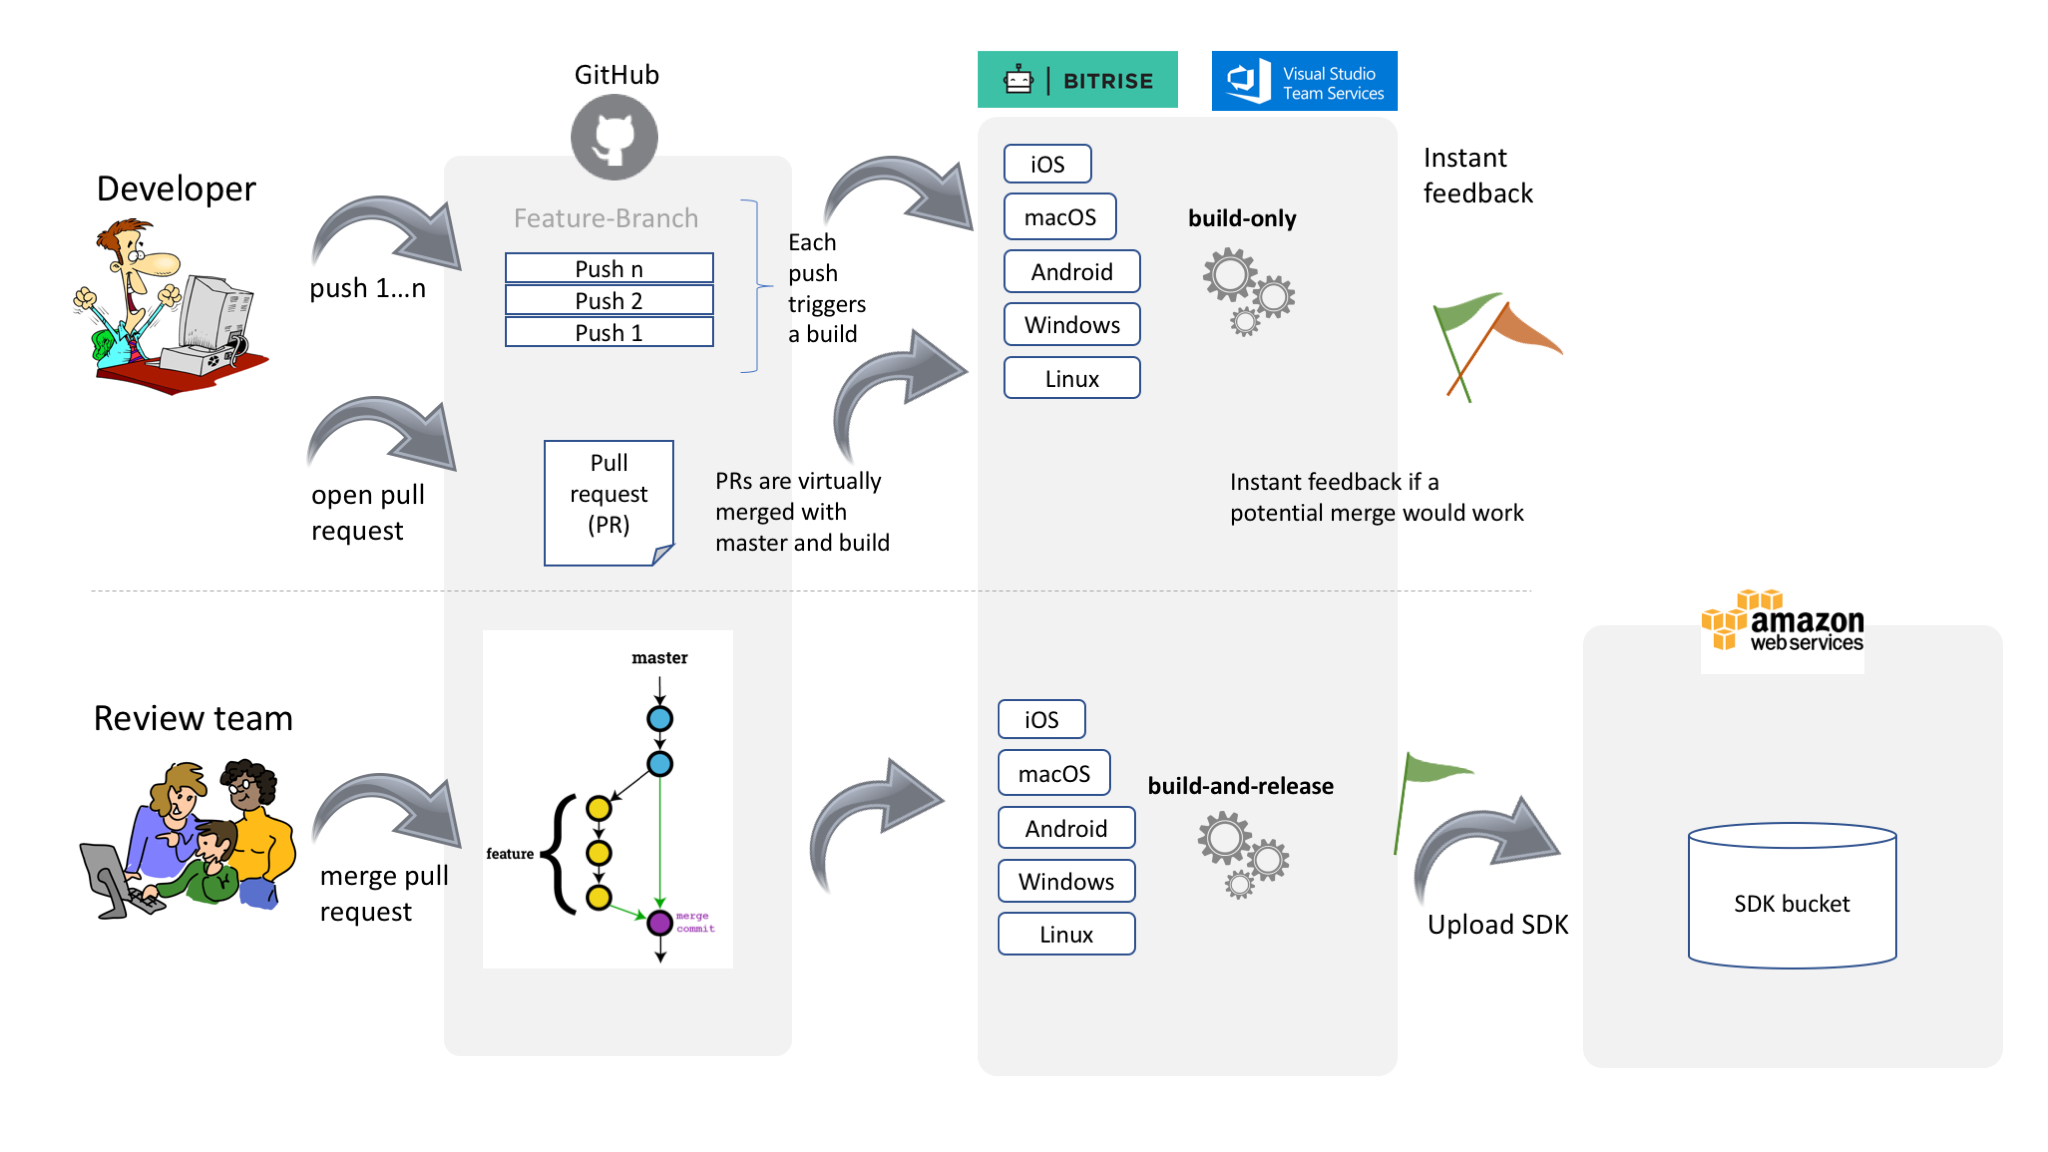 GitHub
BITRISE
Visual Studio
Team Services
Developer
push 1...n
Feature-Branch
Push n
Push 2
Push 1
Each
push
triggers
a build
iOS
macOS
Android
Windows
Linux
build-only
Instant
feedback
open pull
request
Pull
request
(PR)
PRs are virtually
merged with
master and build
Instant feedback if a
potential merge would work
Review team
merge pull
request
master
feature
merge
commit
iOS
macOS
Android
Windows
Linux
build-and-release
Upload SDK
amazon
web services
SDK bucket